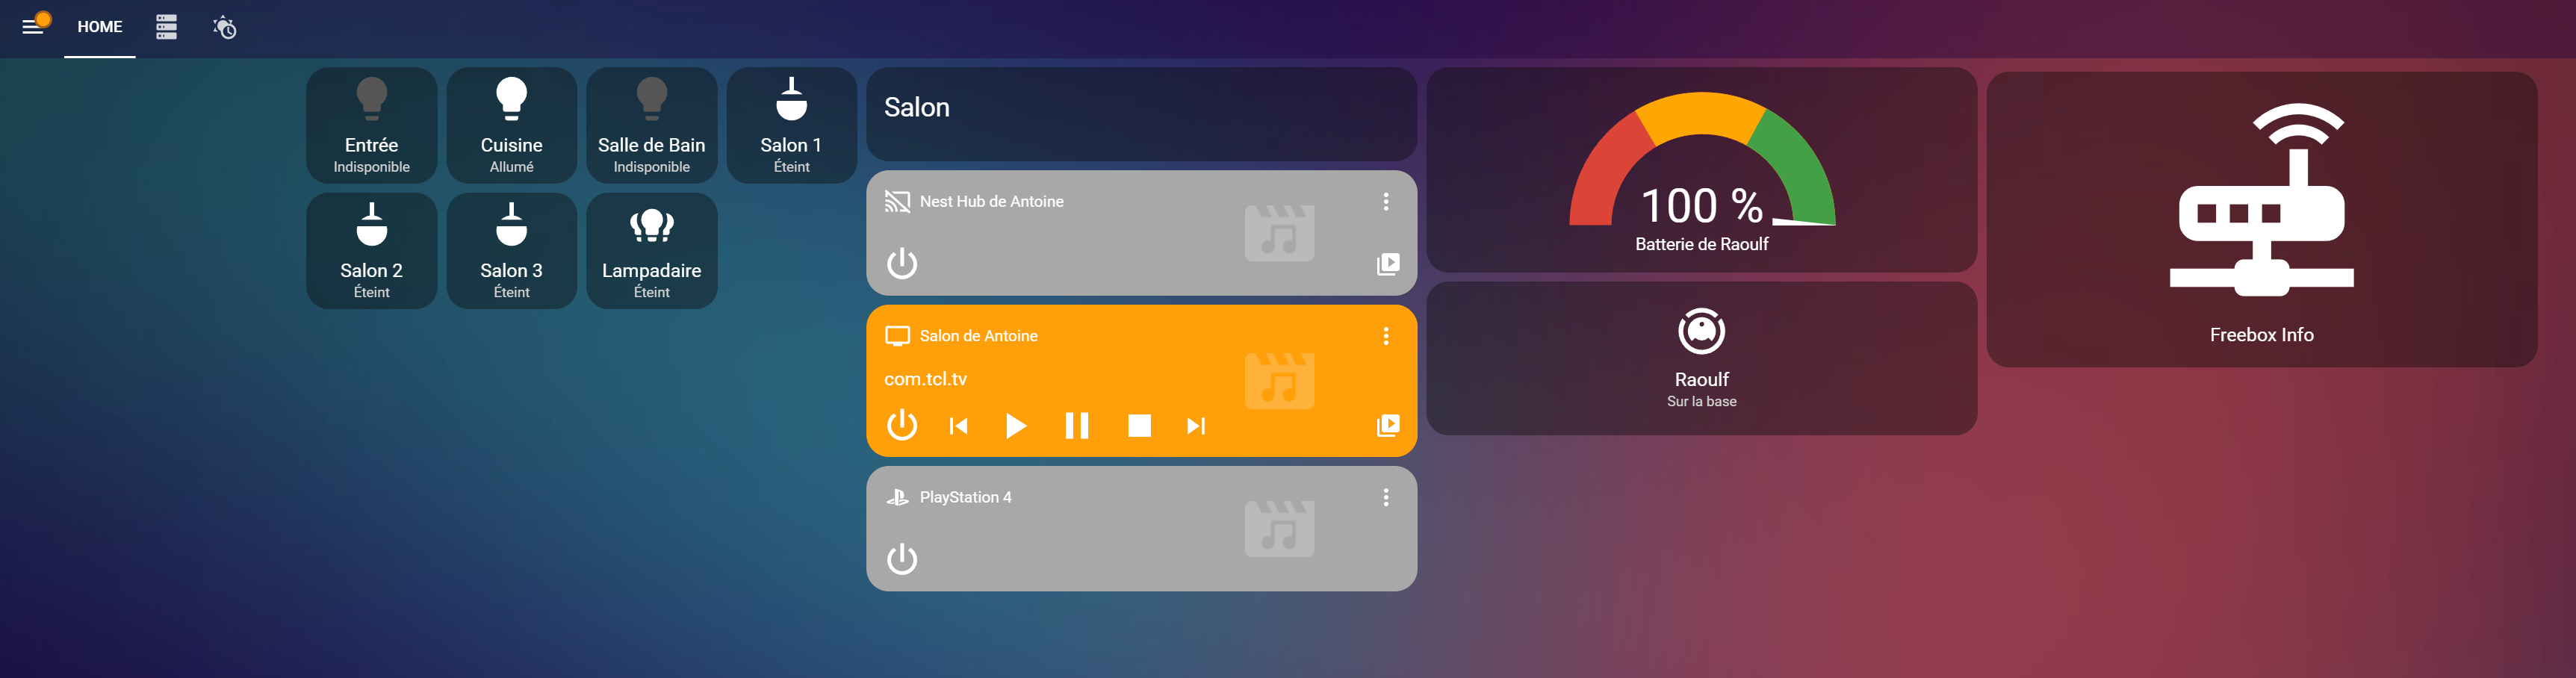 HOME
Entrée
Indisponible
Cuisine
Allumé
Salle de Bain
Indisponible
Salon 1
Éteint
Salon 2
Éteint
Salon 3
Éteint
Lampadaire
Éteint
Salon
Nest Hub de Antoine
Salon de Antoine
com.tcl.tv
PlayStation 4
100 %
Batterie de Raoulf
Raoulf
Sur la base
Freebox Info